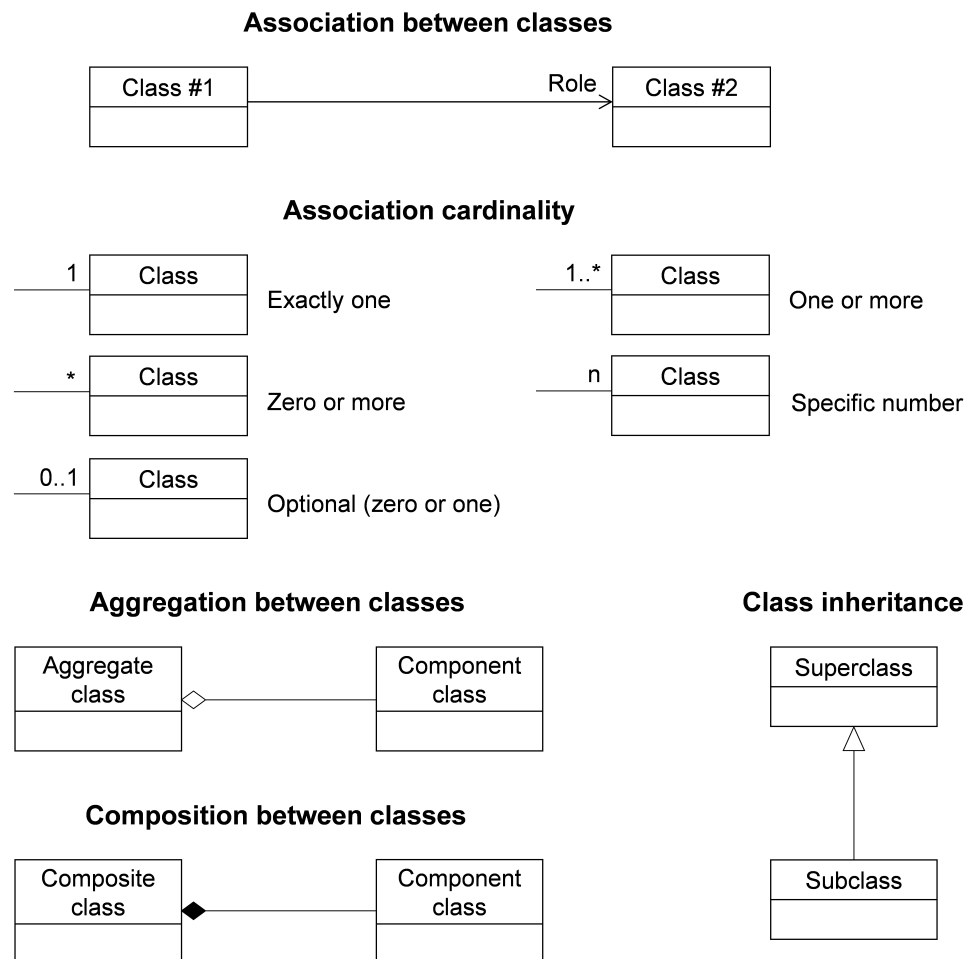 Association between classes
Class #1
Role
Class #2
Association cardinality
1
Class
Exactly one
1..*
Class
One or more
*
Class
Zero or more
n
Class
Specific number
0..1
Class
Optional (zero or one)
Aggregation between classes
Aggregate
class
Component
class
Class inheritance
Superclass
Subclass
Composition between classes
Composite
class
Component
class